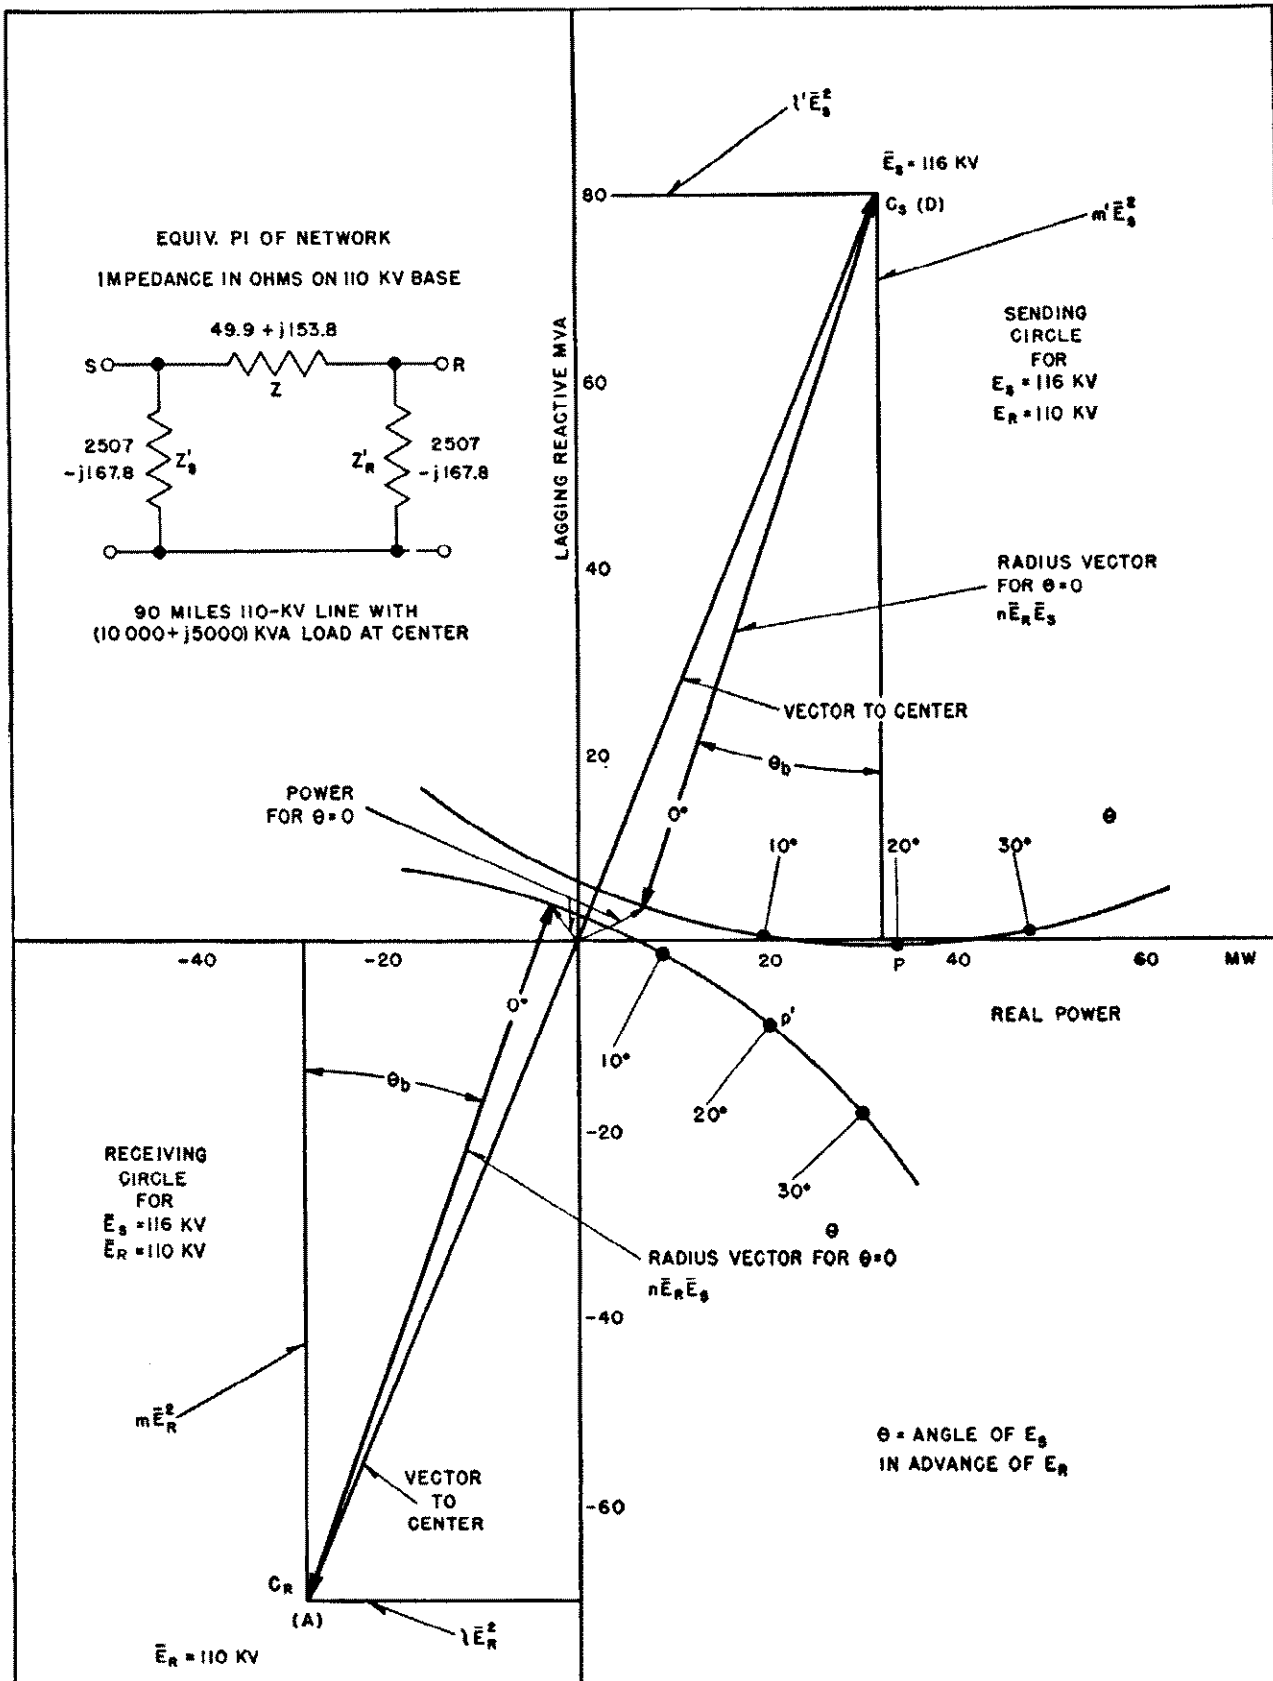 l'Ē_s²
Ē_s = 116 KV
80
C_s (D)
m'Ē_s²
EQUIV. PI OF NETWORK
IMPEDANCE IN OHMS ON 110 KV BASE
49.9 + j153.8
S
R
Z
2507
-j167.8
Z'_s
Z'_R
2507
-j167.8
90 MILES 110-KV LINE WITH
(10 000 + j5000) KVA LOAD AT CENTER
LAGGING REACTIVE MVA
SENDING
CIRCLE
FOR
E_s = 116 KV
E_R = 110 KV
60
40
RADIUS VECTOR
FOR θ=0
nĒ_RĒ_s
VECTOR TO CENTER
20
θ_b
POWER
FOR θ=0
0°
10°
20°
30°
θ
-40
-20
20
P
40
60
MW
REAL POWER
0°
p'
10°
θ_b
20°
-20
30°
θ
RECEIVING
CIRCLE
FOR
Ē_s = 116 KV
Ē_R = 110 KV
RADIUS VECTOR FOR θ=0
nĒ_RĒ_s
-40
mĒ_R²
θ = ANGLE OF E_s
IN ADVANCE OF E_R
VECTOR
TO
CENTER
-60
C_R
(A)
lĒ_R²
Ē_R = 110 KV